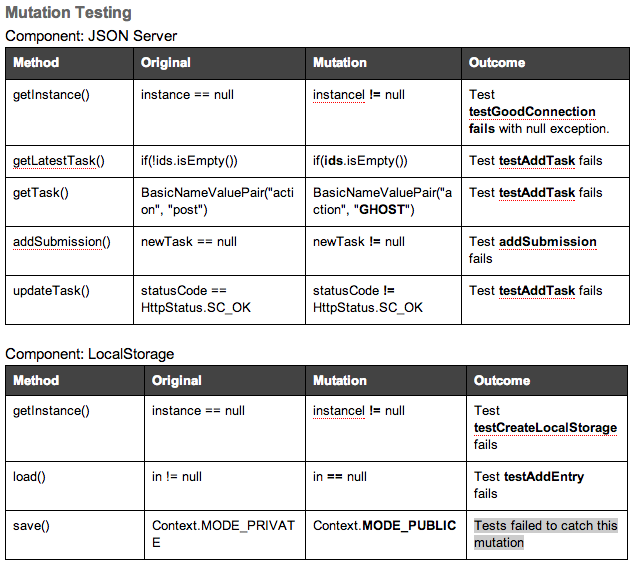 Mutation Testing
Component: JSON Server
Method Original Mutation Outcome
getInstance() instance == null instancel != null Test
testGoodConnection
fails with null exception.
getLatestTask() if(!ids.isEmpty()) if(ids.isEmpty()) Test testAddTask fails
getTask() BasicNameValuePair("acti BasicNameValuePair("a Test testAddTask fails
on", "post") ction", "GHOST")
addSubmission() newTask == null newTask != null Test addSubmission
fails
updateTask() statusCode == statusCode != Test testAddTask fails
HttpStatus.SC_OK HttpStatus.SC_OK
Component: LocalStorage
Method Original Mutation Outcome
getInstance() instance == null instancel != null Test
testCreateLocalStorage
fails
load() in != null in == null Test testAddEntry
fails
save() Context.MODE_PRIVAT Context.MODE_PUBLIC Tests failed to catch this
E mutation